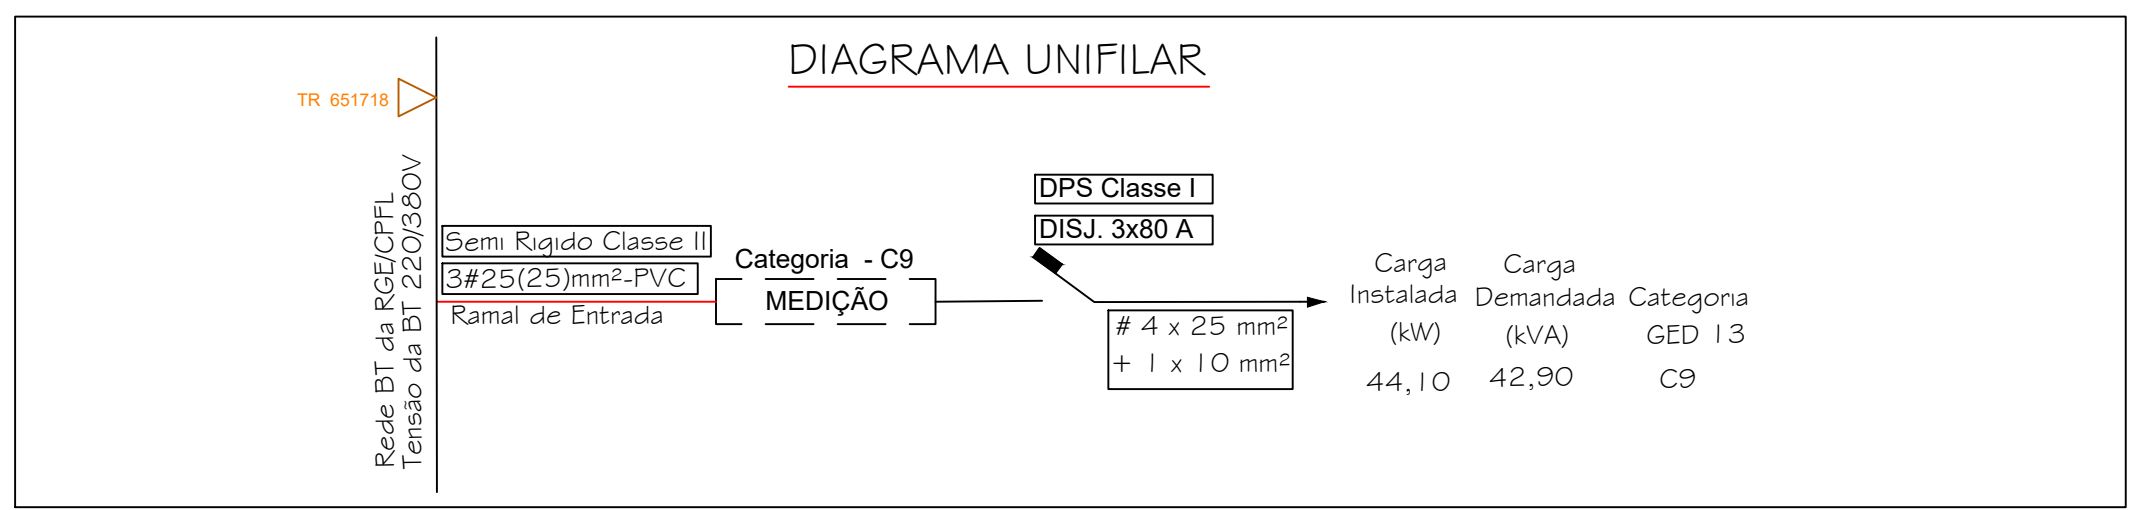 DIAGRAMA UNIFILAR
TR 651718
Rede BT da RGE/CPFL
Tensão da BT 220/380V
Semi Rigido Classe II
3#25(25)mm²-PVC
Ramal de Entrada
Categoria - C9
MEDIÇÃO
DPS Classe I
DISJ. 3x80 A
# 4 x 25 mm²
+ 1 x 10 mm²
Carga
Instalada
(kW)
44,10
Carga
Demandada
(kVA)
42,90
Categoria
GED 13
C9